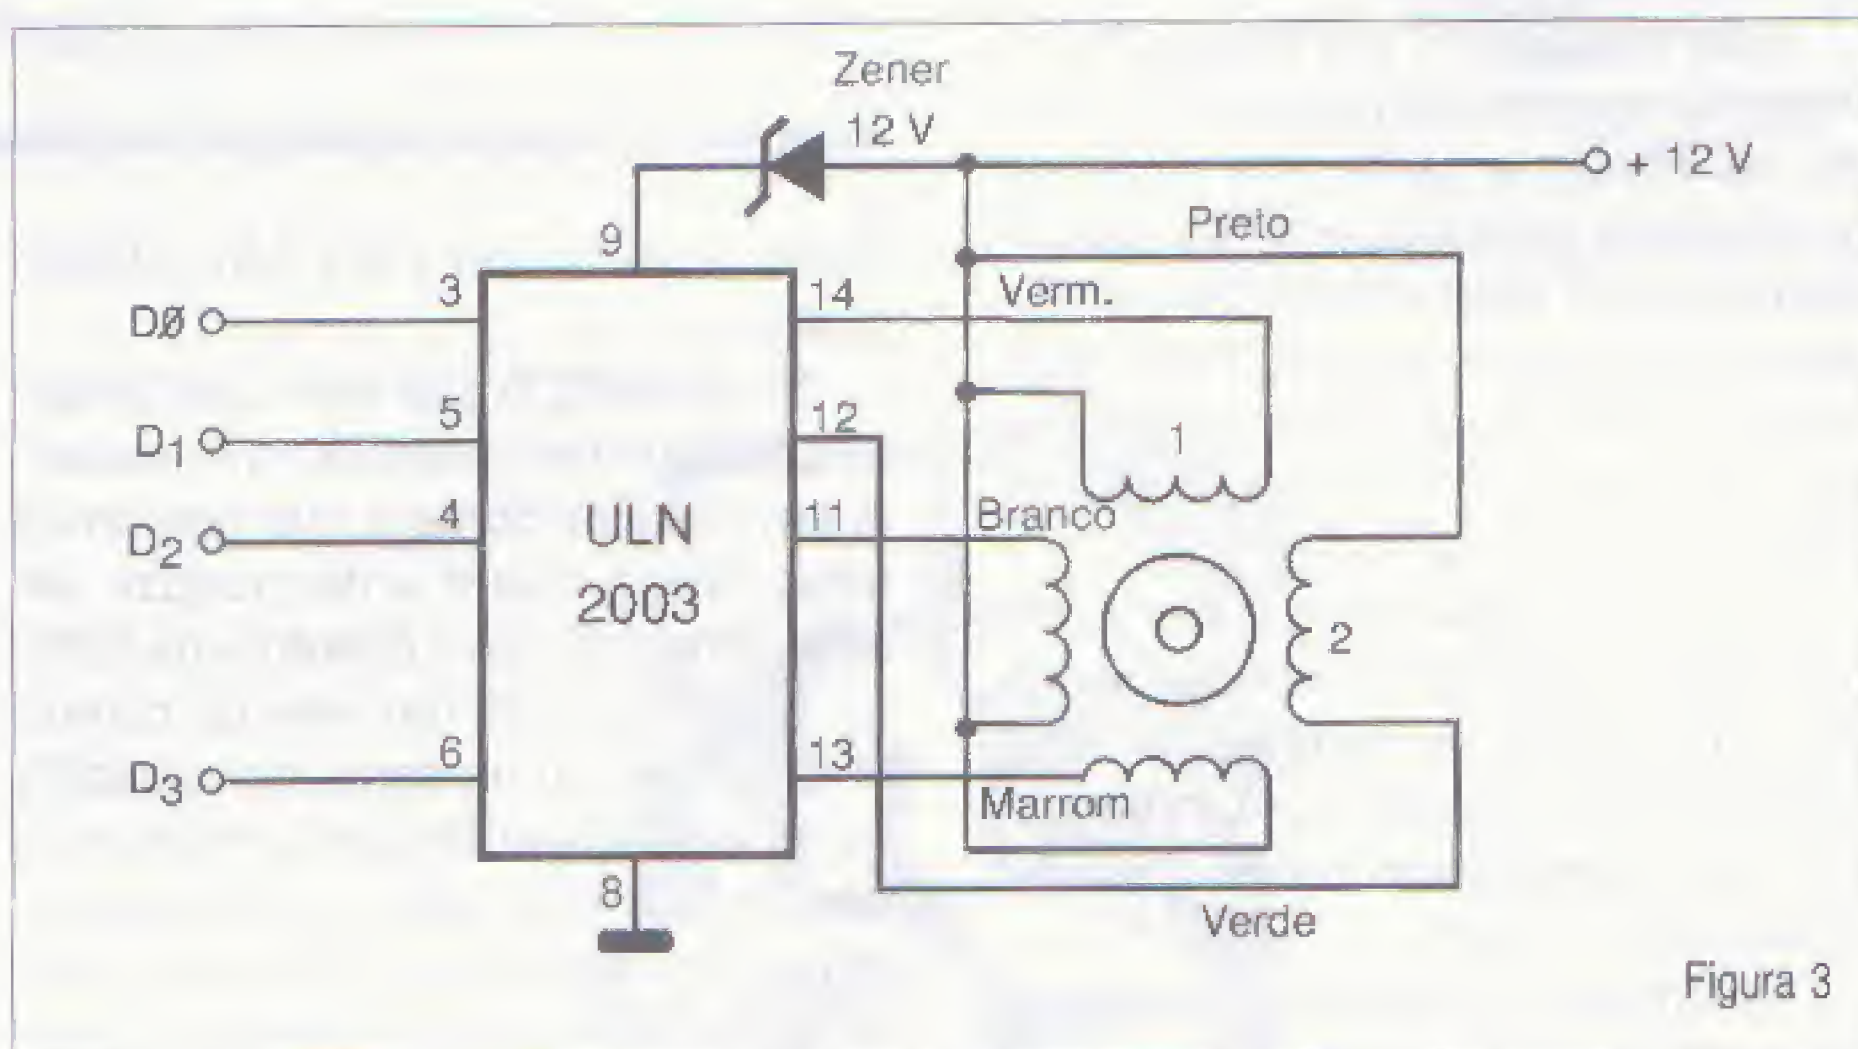 Zener
12 V
+ 12 V
Preto
9
3
14
Verm.
DØ
5
12
1
D1
4
11
Branco
D2
ULN
2003
2
6
13
D3
Marrom
8
Verde
Figura 3